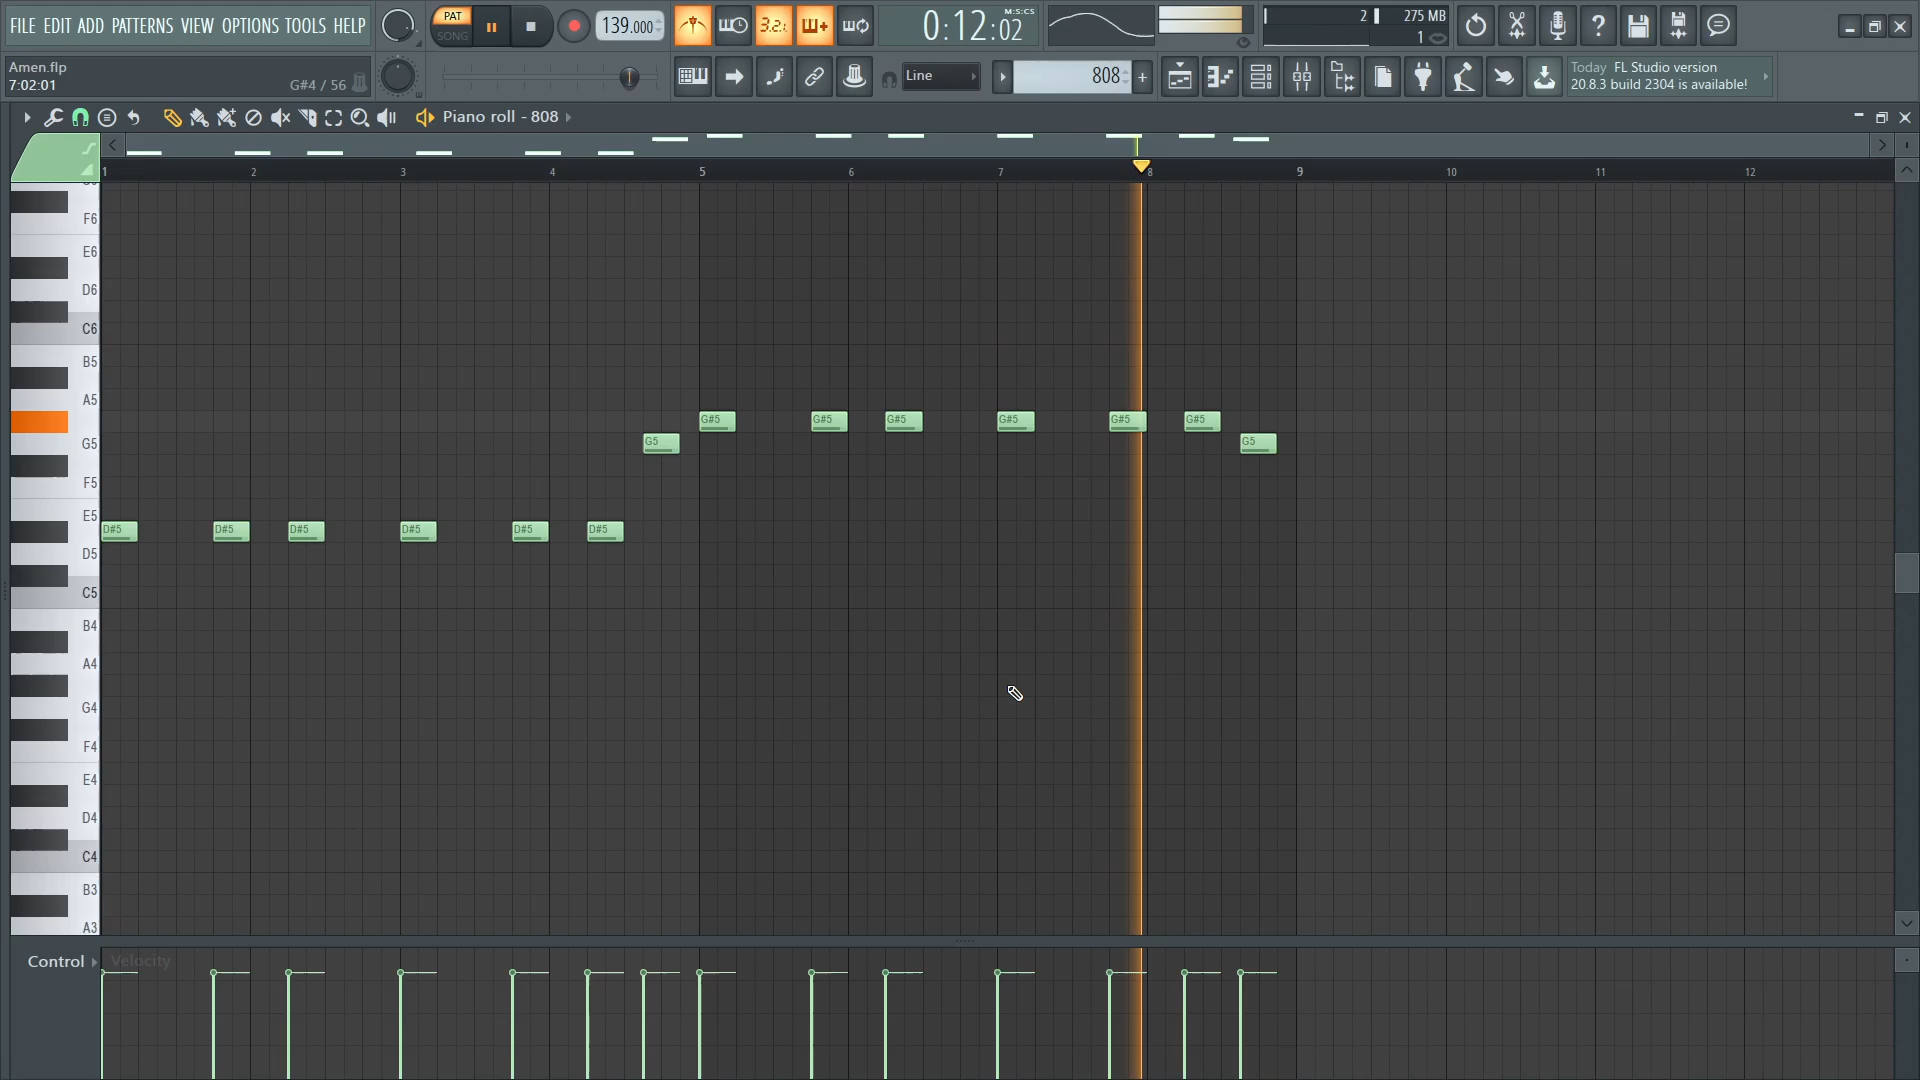 FILE EDIT ADD PATTERNS VIEW OPTIONS TOOLS HELP
PAT
SONG
139.000
3.2.
0:12:02
M:S:CS
2
275 MB
1
Amen.flp
7:02:01
G#4 / 56
Line
808
Today FL Studio version
20.8.3 build 2304 is available!
Piano roll - 808
1 2 3 4 5 6 7 8 9 10 11 12
F6
E6
D6
C6
B5
A5
G#5 G#5 G#5 G#5 G#5 G#5
G5 G5 G5
F5
E5
D#5 D#5 D#5 D#5 D#5 D#5
D5
C5
B4
A4
G4
F4
E4
D4
C4
B3
A3
Control
Velocity